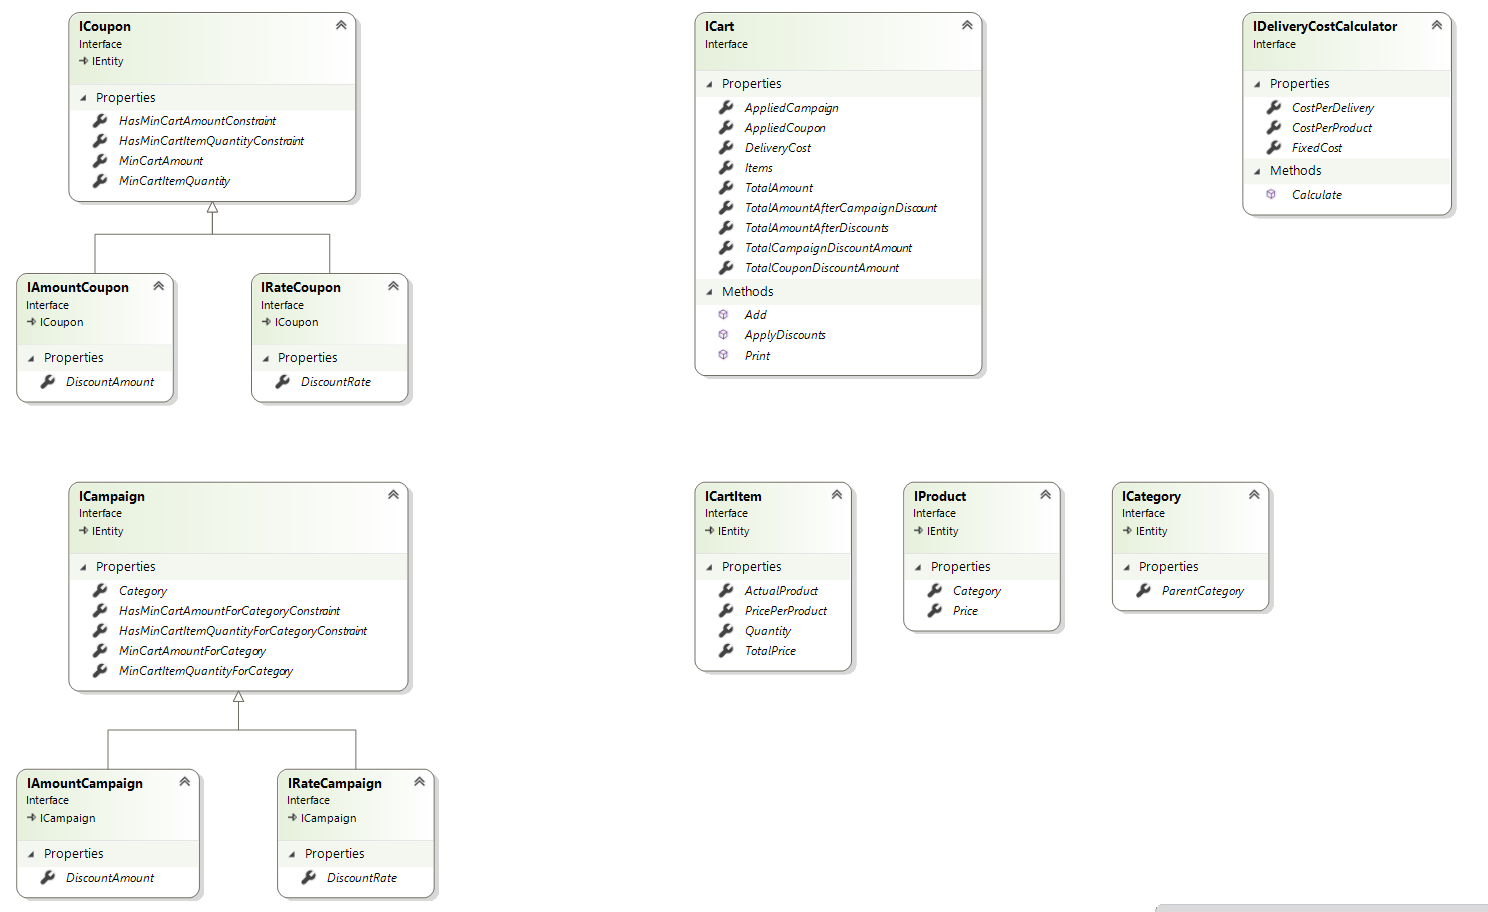 ICoupon
Interface
IEntity
Properties
HasMinCartAmountConstraint
HasMinCartItemQuantityConstraint
MinCartAmount
MinCartItemQuantity
IAmountCoupon
Interface
ICoupon
Properties
DiscountAmount
IRateCoupon
Interface
ICoupon
Properties
DiscountRate
ICart
Interface
Properties
AppliedCampaign
AppliedCoupon
DeliveryCost
Items
TotalAmount
TotalAmountAfterCampaignDiscount
TotalAmountAfterDiscounts
TotalCampaignDiscountAmount
TotalCouponDiscountAmount
Methods
Add
ApplyDiscounts
Print
IDeliveryCostCalculator
Interface
Properties
CostPerDelivery
CostPerProduct
FixedCost
Methods
Calculate
ICampaign
Interface
IEntity
Properties
Category
HasMinCartAmountForCategoryConstraint
HasMinCartItemQuantityForCategoryConstraint
MinCartAmountForCategory
MinCartItemQuantityForCategory
IAmountCampaign
Interface
ICampaign
Properties
DiscountAmount
IRateCampaign
Interface
ICampaign
Properties
DiscountRate
ICartItem
Interface
IEntity
Properties
ActualProduct
PricePerProduct
Quantity
TotalPrice
IProduct
Interface
IEntity
Properties
Category
Price
ICategory
Interface
IEntity
Properties
ParentCategory